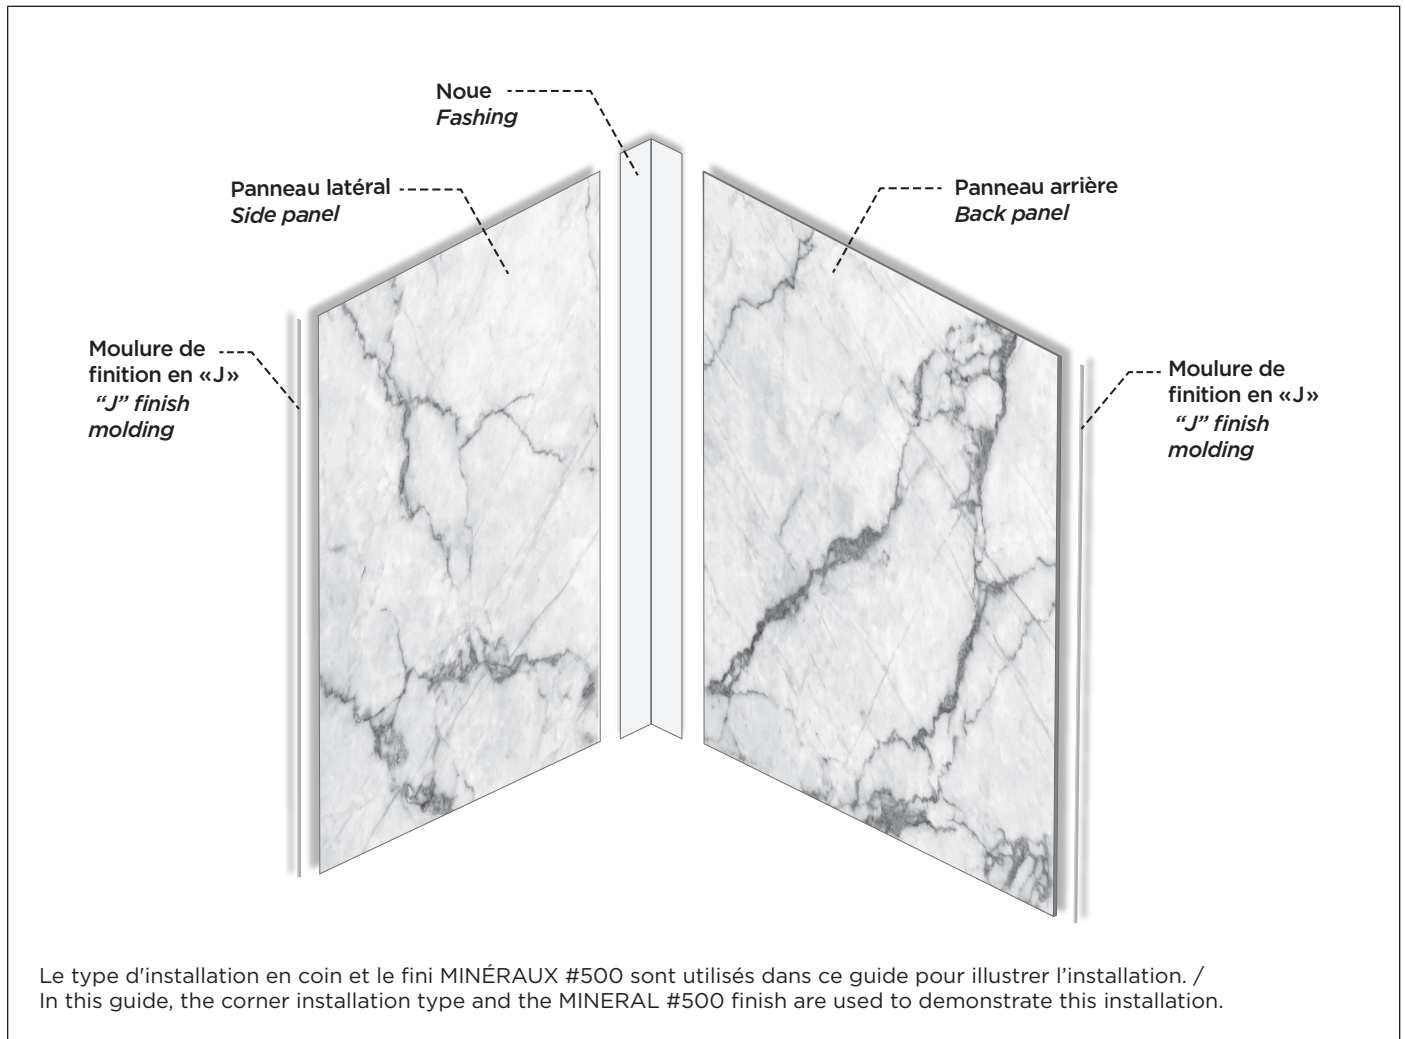 Noue
Fashing
Panneau latéral
Side panel
Panneau arrière
Back panel
Moulure de
finition en «J»
“J” finish
molding
Moulure de
finition en «J»
“J” finish
molding
Le type d'installation en coin et le fini MINÉRAUX #500 sont utilisés dans ce guide pour illustrer l’installation. /
In this guide, the corner installation type and the MINERAL #500 finish are used to demonstrate this installation.